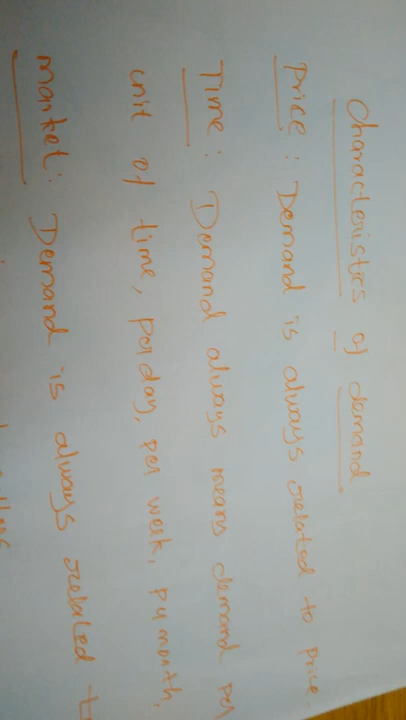 Characteristics of demand
Price : Demand is always related to price.
Time : Demand always means demand per
unit of time, per day, per week, per month.
market : Demand is always related t